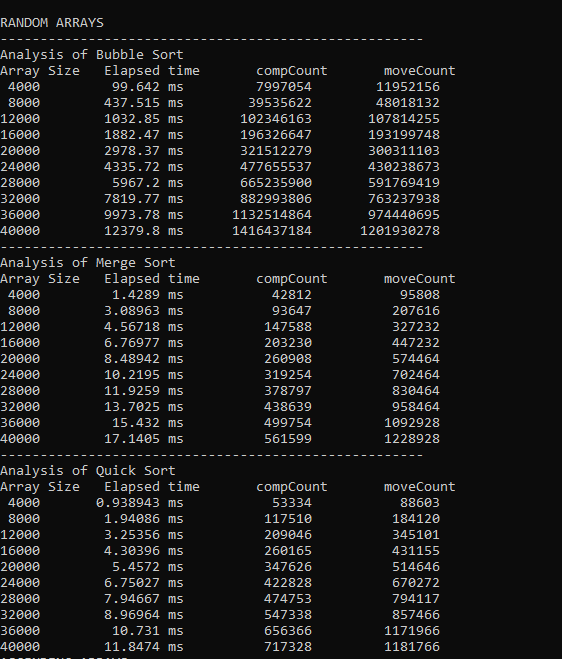 RANDOM ARRAYS
-----------------------------------------------------
Analysis of Bubble Sort
Array Size   Elapsed time       compCount       moveCount
 4000         99.642 ms         7997054        11952156
 8000        437.515 ms        39535622        48018132
12000        1032.85 ms       102346163       107814255
16000        1882.47 ms       196326647       193199748
20000        2978.37 ms       321512279       300311103
24000        4335.72 ms       477655537       430238673
28000         5967.2 ms       665235900       591769419
32000        7819.77 ms       882993806       763237938
36000        9973.78 ms      1132514864       974440695
40000        12379.8 ms      1416437184      1201930278
-----------------------------------------------------
Analysis of Merge Sort
Array Size   Elapsed time       compCount       moveCount
 4000         1.4289 ms           42812           95808
 8000        3.08963 ms           93647          207616
12000        4.56718 ms          147588          327232
16000        6.76977 ms          203230          447232
20000        8.48942 ms          260908          574464
24000        10.2195 ms          319254          702464
28000        11.9259 ms          378797          830464
32000        13.7025 ms          438639          958464
36000         15.432 ms          499754         1092928
40000        17.1405 ms          561599         1228928
-----------------------------------------------------
Analysis of Quick Sort
Array Size   Elapsed time       compCount       moveCount
 4000       0.938943 ms           53334           88603
 8000        1.94086 ms          117510          184120
12000        3.25356 ms          209046          345101
16000        4.30396 ms          260165          431155
20000         5.4572 ms          347626          514646
24000        6.75027 ms          422828          670272
28000        7.94667 ms          474753          794117
32000        8.96964 ms          547338          857466
36000         10.731 ms          656366         1171966
40000        11.8474 ms          717328         1181766